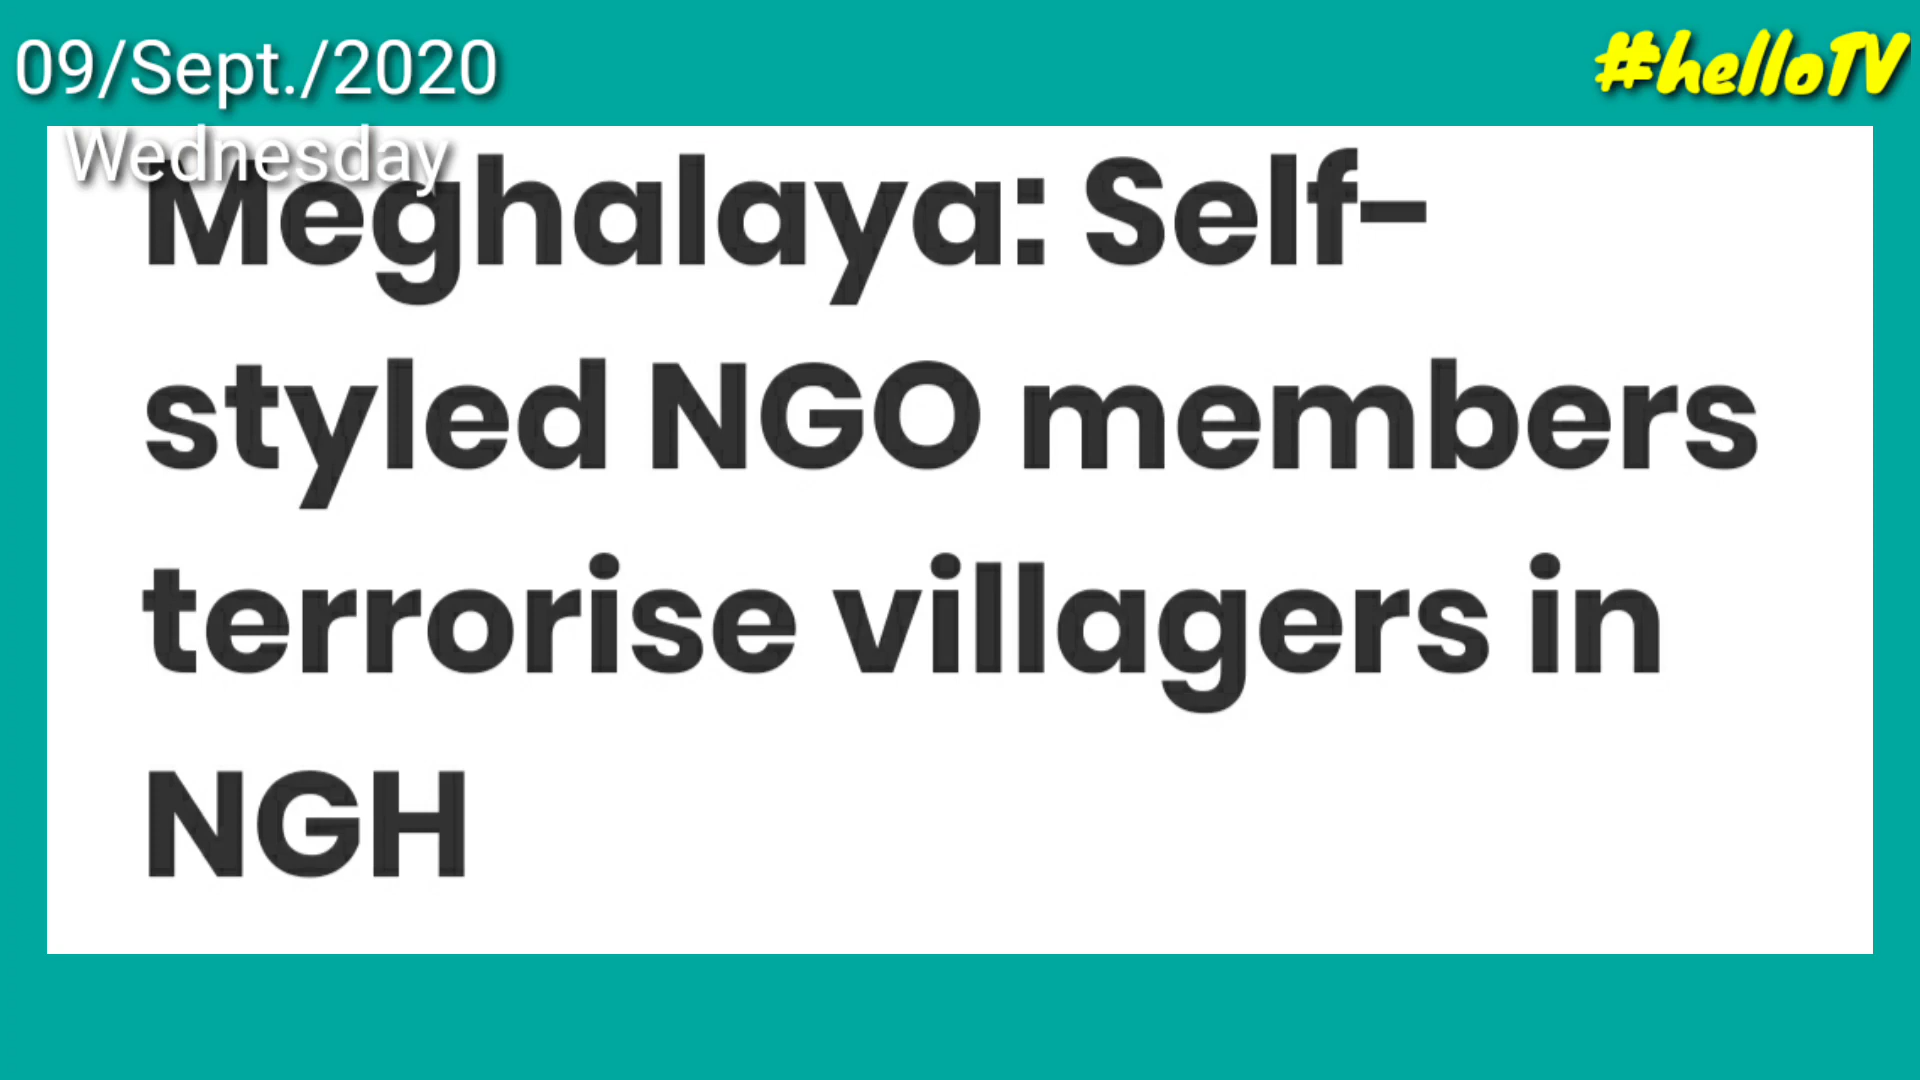 09/Sept./2020
#helloTV
Wednesday
Meghalaya: Self-
styled NGO members
terrorise villagers in
NGH